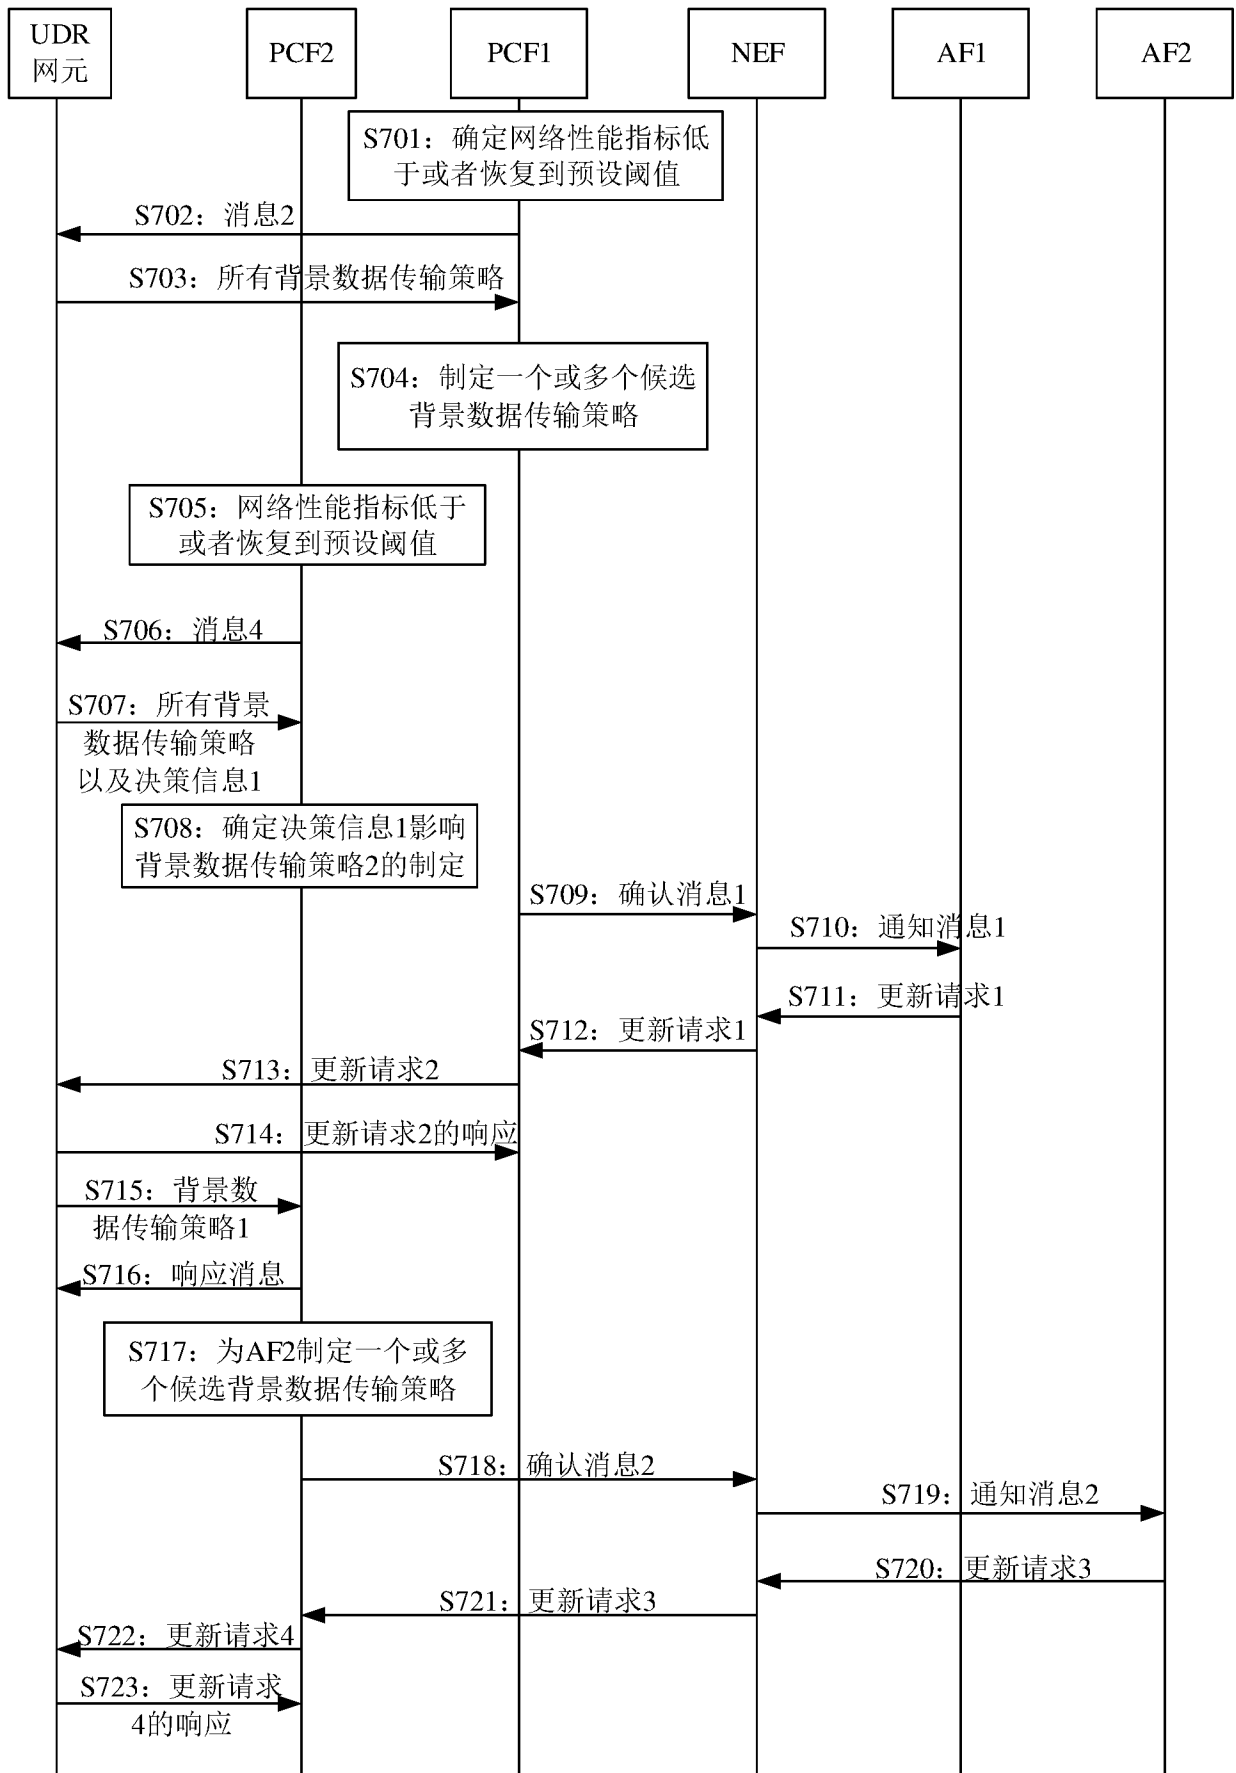 UDR
网元
PCF2
PCF1
NEF
AF1
AF2
S701：确定网络性能指标低
于或者恢复到预设阈值
S702：消息2
S703：所有背景数据传输策略
S704：制定一个或多个候选
背景数据传输策略
S705：网络性能指标低于
或者恢复到预设阈值
S706：消息4
S707：所有背景
数据传输策略
以及决策信息1
S708：确定决策信息1影响
背景数据传输策略2的制定
S709：确认消息1
S710：通知消息1
S711：更新请求1
S712：更新请求1
S713：更新请求2
S714：更新请求2的响应
S715：背景数
据传输策略1
S716：响应消息
S717：为AF2制定一个或多
个候选背景数据传输策略
S718：确认消息2
S719：通知消息2
S720：更新请求3
S721：更新请求3
S722：更新请求4
S723：更新请求
4的响应